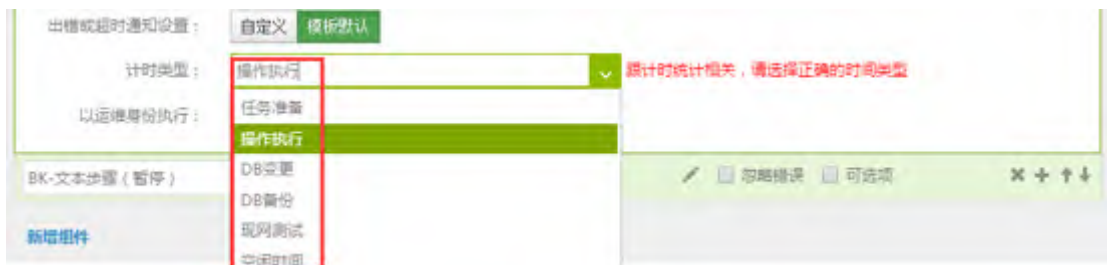 出错或超时通知设置：
自定义 模板默认
计时类型：
操作执行
跟计时统计相关，请选择正确的时间类型
以运维身份执行：
任务准备
操作执行
DB变更
DB备份
现网测试
空闲时间
BK-文本步骤（暂停）
忽略错误 可选项
新增组件